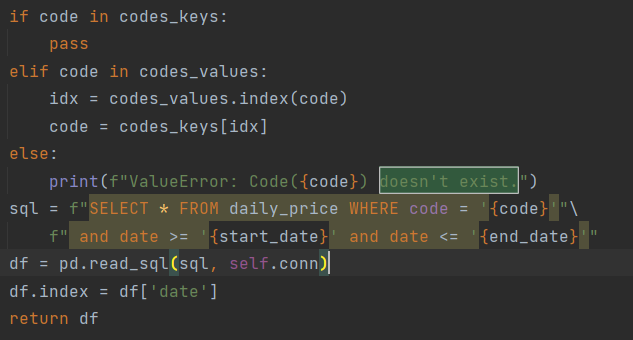 if code in codes_keys:
    pass
elif code in codes_values:
    idx = codes_values.index(code)
    code = codes_keys[idx]
else:
    print(f"ValueError: Code({code}) doesn't exist.")
sql = f"SELECT * FROM daily_price WHERE code = '{code}'"\
    f" and date >= '{start_date}' and date <= '{end_date}'"
df = pd.read_sql(sql, self.conn)
df.index = df['date']
return df